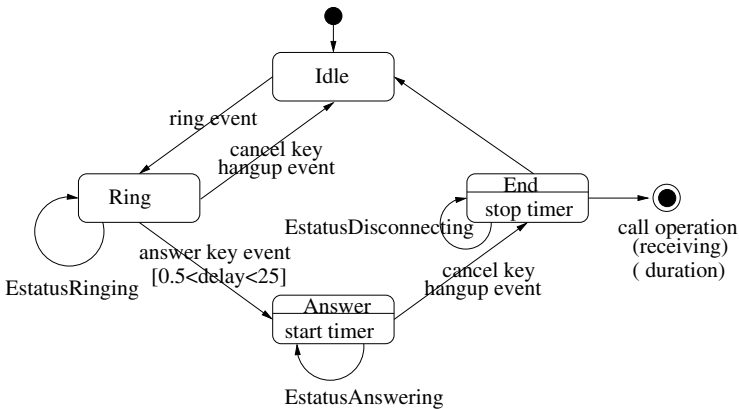 Idle
ring event
cancel key
hangup event
Ring
End
stop timer
EstatusDisconnecting
call operation
(receiving)
( duration)
answer key event
[0.5<delay<25]
EstatusRinging
cancel key
hangup event
Answer
start timer
EstatusAnswering